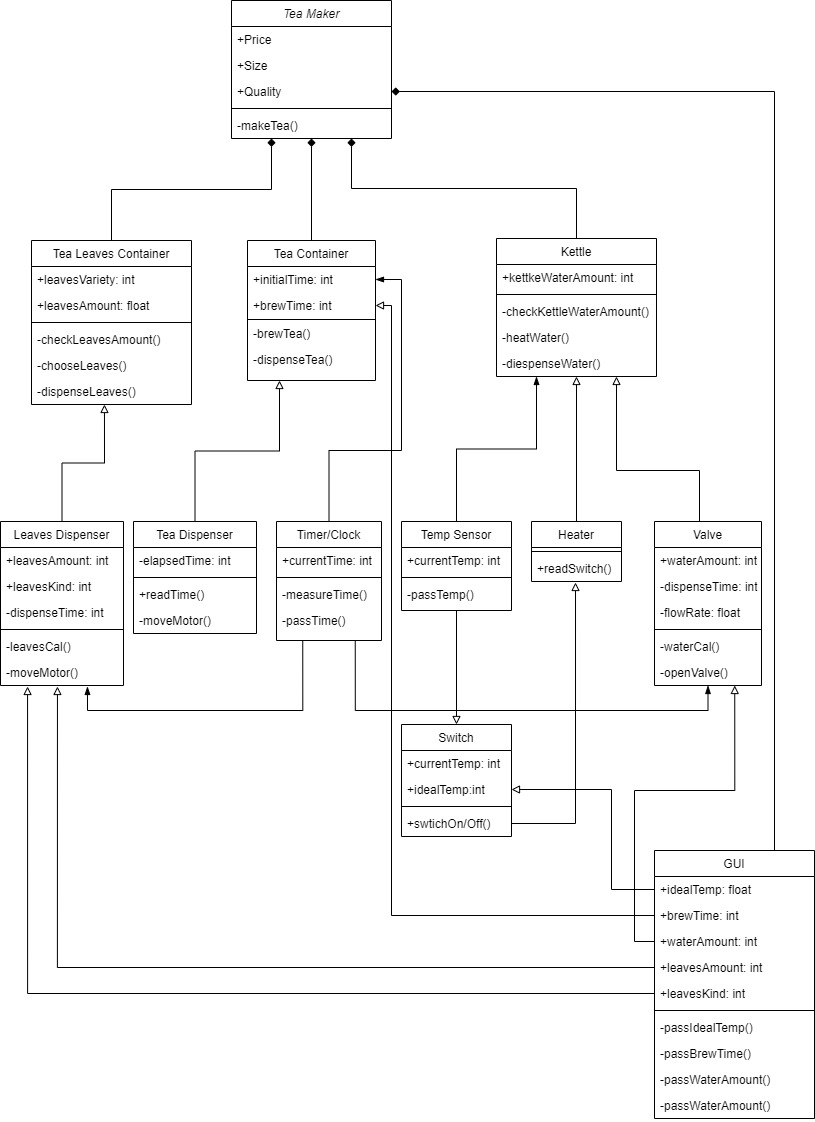 Tea Maker
+Price
+Size
+Quality
-makeTea()
Tea Leaves Container
+leavesVariety: int
+leavesAmount: float
-checkLeavesAmount()
-chooseLeaves()
-dispenseLeaves()
Tea Container
+initialTime: int
+brewTime: int
-brewTea()
-dispenseTea()
Kettle
+kettkeWaterAmount: int
-checkKettleWaterAmount()
-heatWater()
-diespenseWater()
Leaves Dispenser
+leavesAmount: int
+leavesKind: int
-dispenseTime: int
-leavesCal()
-moveMotor()
Tea Dispenser
-elapsedTime: int
+readTime()
-moveMotor()
Timer/Clock
+currentTime: int
-measureTime()
-passTime()
Temp Sensor
+currentTemp: int
-passTemp()
Heater
+readSwitch()
Valve
+waterAmount: int
-dispenseTime: int
-flowRate: float
-waterCal()
-openValve()
Switch
+currentTemp: int
+idealTemp:int
+swtichOn/Off()
GUI
+idealTemp: float
+brewTime: int
+waterAmount: int
+leavesAmount: int
+leavesKind: int
-passIdealTemp()
-passBrewTime()
-passWaterAmount()
-passWaterAmount()